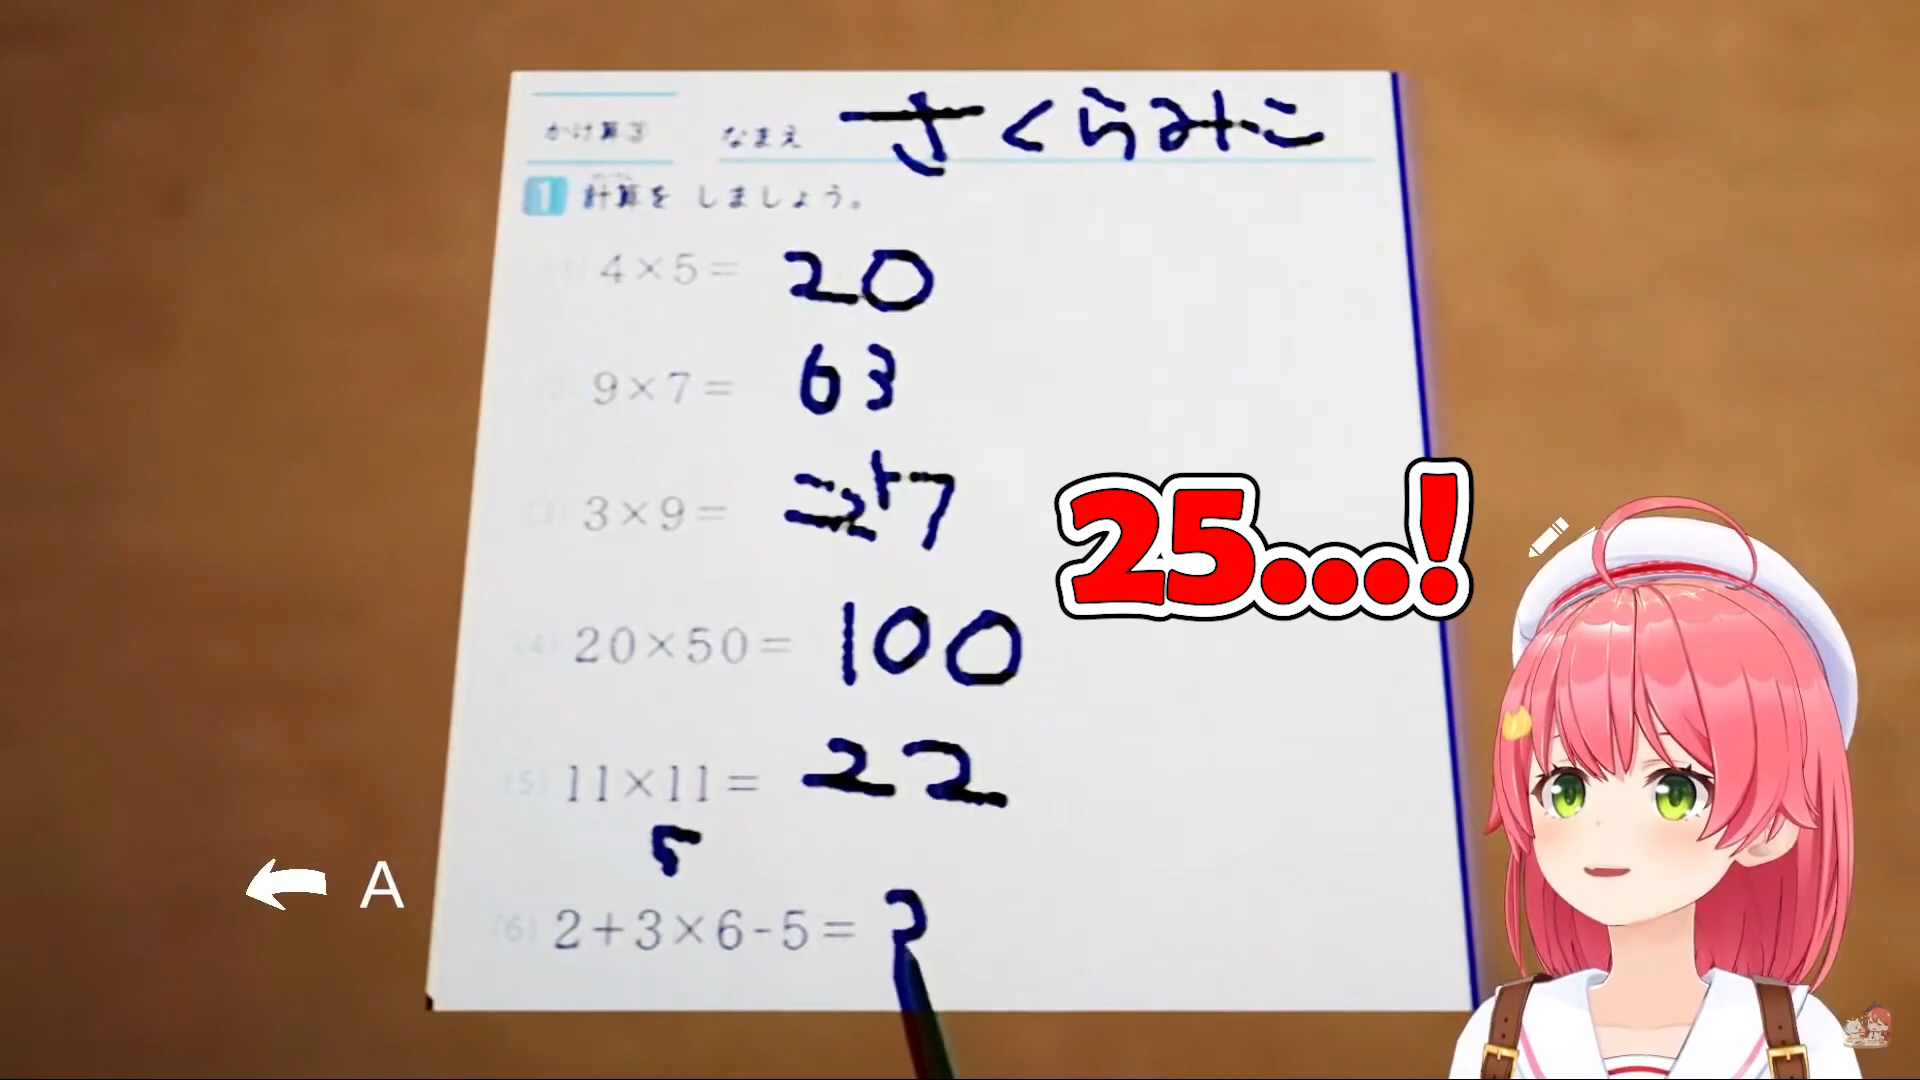 かけ算③ なまえ さくらみこ
1 計算を しましょう。
(1) 4×5= 20
9×7= 63
(3) 3×9= 27
25...!
(4) 20×50= 100
(5) 11×11= 22
5
A
(6) 2+3×6-5= 2